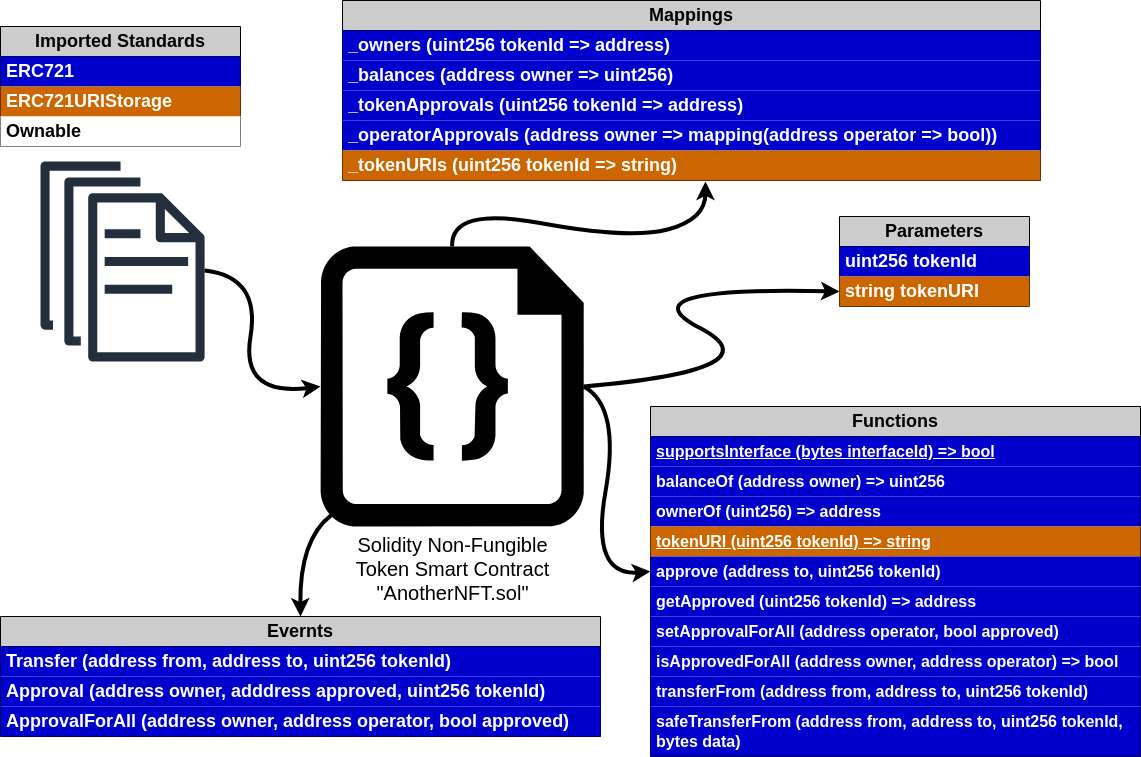 Imported Standards
ERC721
ERC721URIStorage
Ownable
Mappings
_owners (uint256 tokenId => address)
_balances (address owner => uint256)
_tokenApprovals (uint256 tokenId => address)
_operatorApprovals (address owner => mapping(address operator => bool))
_tokenURIs (uint256 tokenId => string)
Parameters
uint256 tokenId
string tokenURI
{ }
Solidity Non-Fungible
Token Smart Contract
"AnotherNFT.sol"
Functions
supportsInterface (bytes interfaceId) => bool
balanceOf (address owner) => uint256
ownerOf (uint256) => address
tokenURI (uint256 tokenId) => string
approve (address to, uint256 tokenId)
getApproved (uint256 tokenId) => address
setApprovalForAll (address operator, bool approved)
isApprovedForAll (address owner, address operator) => bool
transferFrom (address from, address to, uint256 tokenId)
safeTransferFrom (address from, address to, uint256 tokenId,
bytes data)
Evernts
Transfer (address from, address to, uint256 tokenId)
Approval (address owner, adddress approved, uint256 tokenId)
ApprovalForAll (address owner, address operator, bool approved)